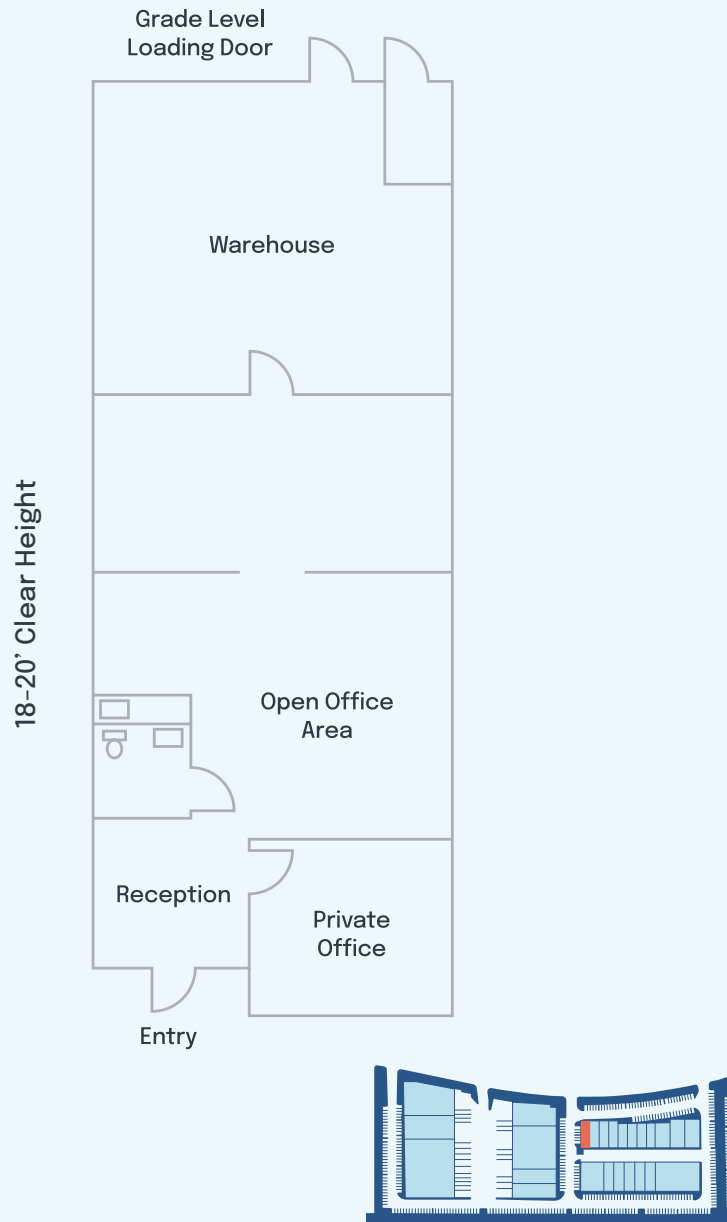 Grade Level
Loading Door
Warehouse
18-20’ Clear Height
Open Office
Area
Reception
Private
Office
Entry